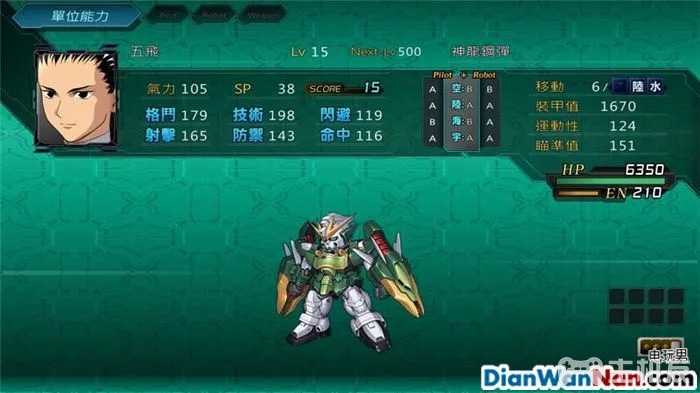 單位能力 Pilot Robot Weapon
五飛 Lv 15 Next.Lv 500 神龍鋼彈
Pilot + Robot
氣力 105 SP 38 SCORE 15
格鬥 179 技術 198 閃避 119
射擊 165 防禦 143 命中 116
A 空:B B
A 陸:A A
B 海:B B
A 宇:A A
移動 6/ 陸 水
裝甲值 1670
運動性 124
瞄準值 151
HP 6350
EN 210
电玩男
DianWanNan.com